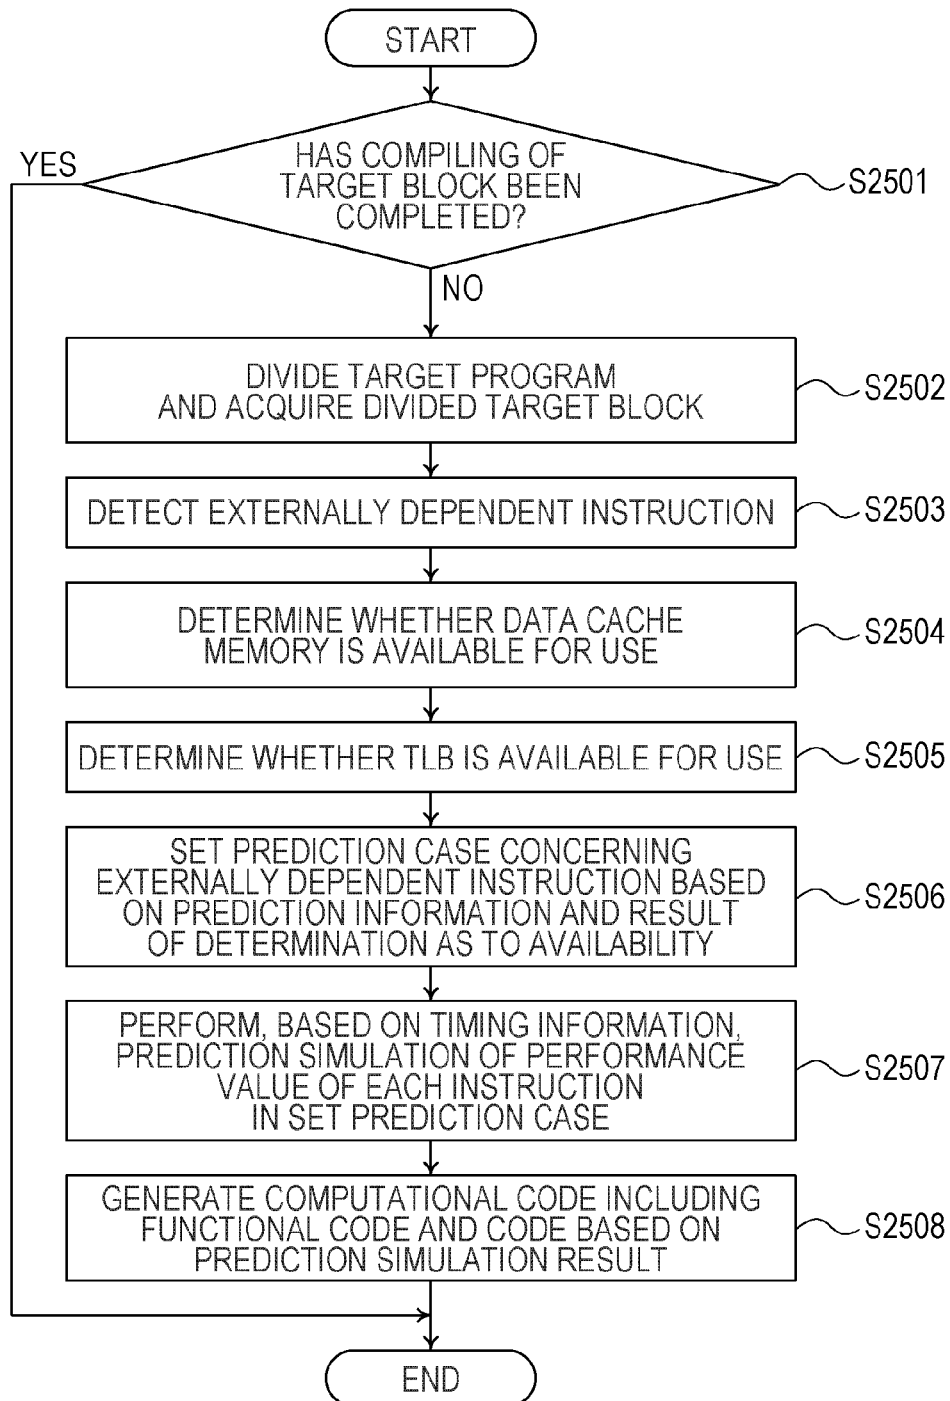 START
YES
HAS COMPILING OF
TARGET BLOCK BEEN
COMPLETED?
S2501
NO
DIVIDE TARGET PROGRAM
AND ACQUIRE DIVIDED TARGET BLOCK
S2502
DETECT EXTERNALLY DEPENDENT INSTRUCTION
S2503
DETERMINE WHETHER DATA CACHE
MEMORY IS AVAILABLE FOR USE
S2504
DETERMINE WHETHER TLB IS AVAILABLE FOR USE
S2505
SET PREDICTION CASE CONCERNING
EXTERNALLY DEPENDENT INSTRUCTION BASED
ON PREDICTION INFORMATION AND RESULT
OF DETERMINATION AS TO AVAILABILITY
S2506
PERFORM, BASED ON TIMING INFORMATION,
PREDICTION SIMULATION OF PERFORMANCE
VALUE OF EACH INSTRUCTION
IN SET PREDICTION CASE
S2507
GENERATE COMPUTATIONAL CODE INCLUDING
FUNCTIONAL CODE AND CODE BASED ON
PREDICTION SIMULATION RESULT
S2508
END